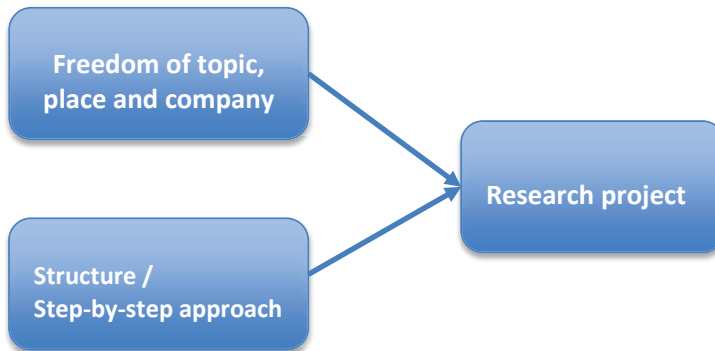 Freedom of topic,
place and company
Research project
Structure /
Step-by-step approach